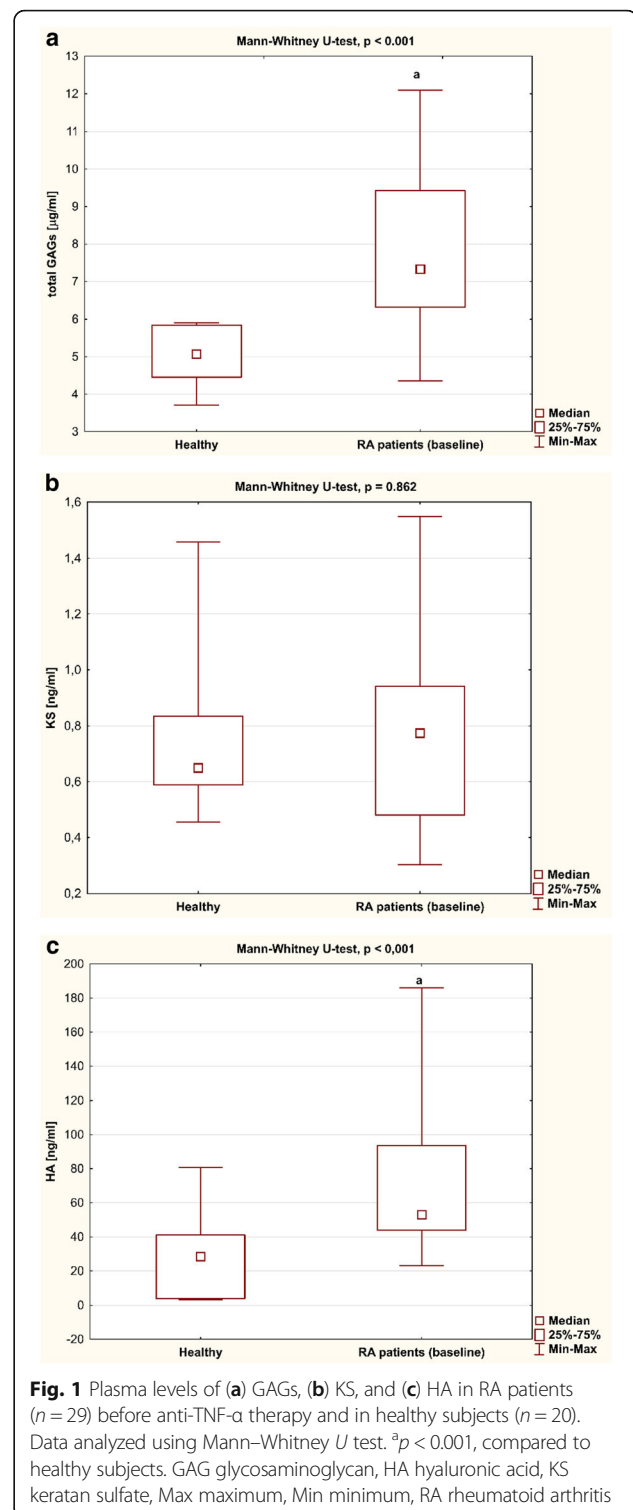 a
Mann-Whitney U-test, p < 0.001
13
12
11
10
9
8
7
6
5
4
3
total GAGs [µg/ml]
a
Healthy
RA patients (baseline)
Median
25%-75%
Min-Max
b
Mann-Whitney U-test, p = 0.862
1,6
1,4
1,2
1,0
0,8
0,6
0,4
0,2
KS [ng/ml]
Healthy
RA patients (baseline)
Median
25%-75%
Min-Max
c
Mann-Whitney U-test, p < 0,001
200
180
160
140
120
100
80
60
40
20
0
-20
HA [ng/ml]
a
Healthy
RA patients (baseline)
Median
25%-75%
Min-Max
Fig. 1 Plasma levels of (a) GAGs, (b) KS, and (c) HA in RA patients
(n = 29) before anti-TNF-α therapy and in healthy subjects (n = 20).
Data analyzed using Mann–Whitney U test. ᵃp < 0.001, compared to
healthy subjects. GAG glycosaminoglycan, HA hyaluronic acid, KS
keratan sulfate, Max maximum, Min minimum, RA rheumatoid arthritis